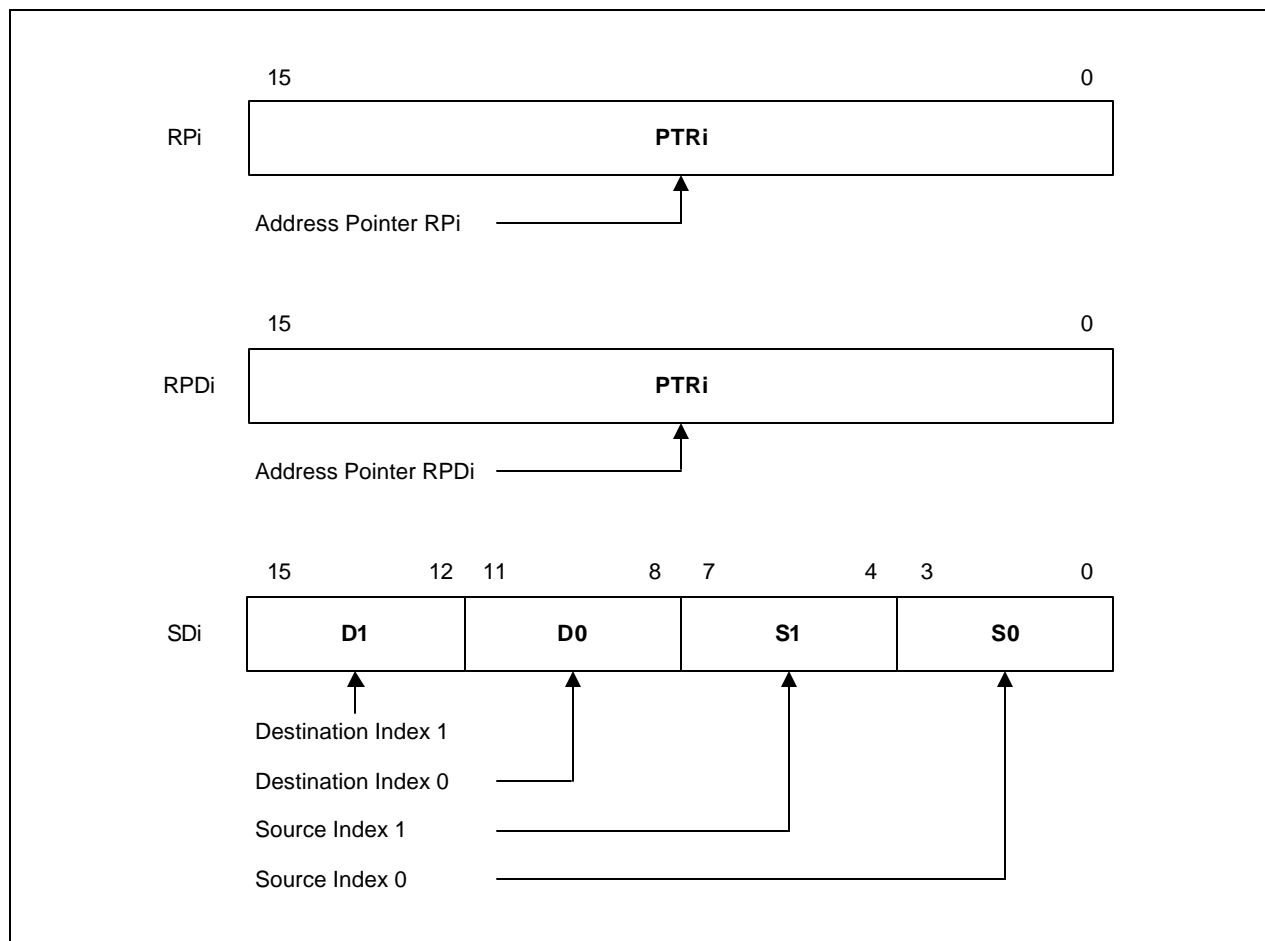 15 0
RPi PTRi
Address Pointer RPi
15 0
RPDi PTRi
Address Pointer RPDi
15 12 11 8 7 4 3 0
SDi D1 D0 S1 S0
Destination Index 1
Destination Index 0
Source Index 1
Source Index 0